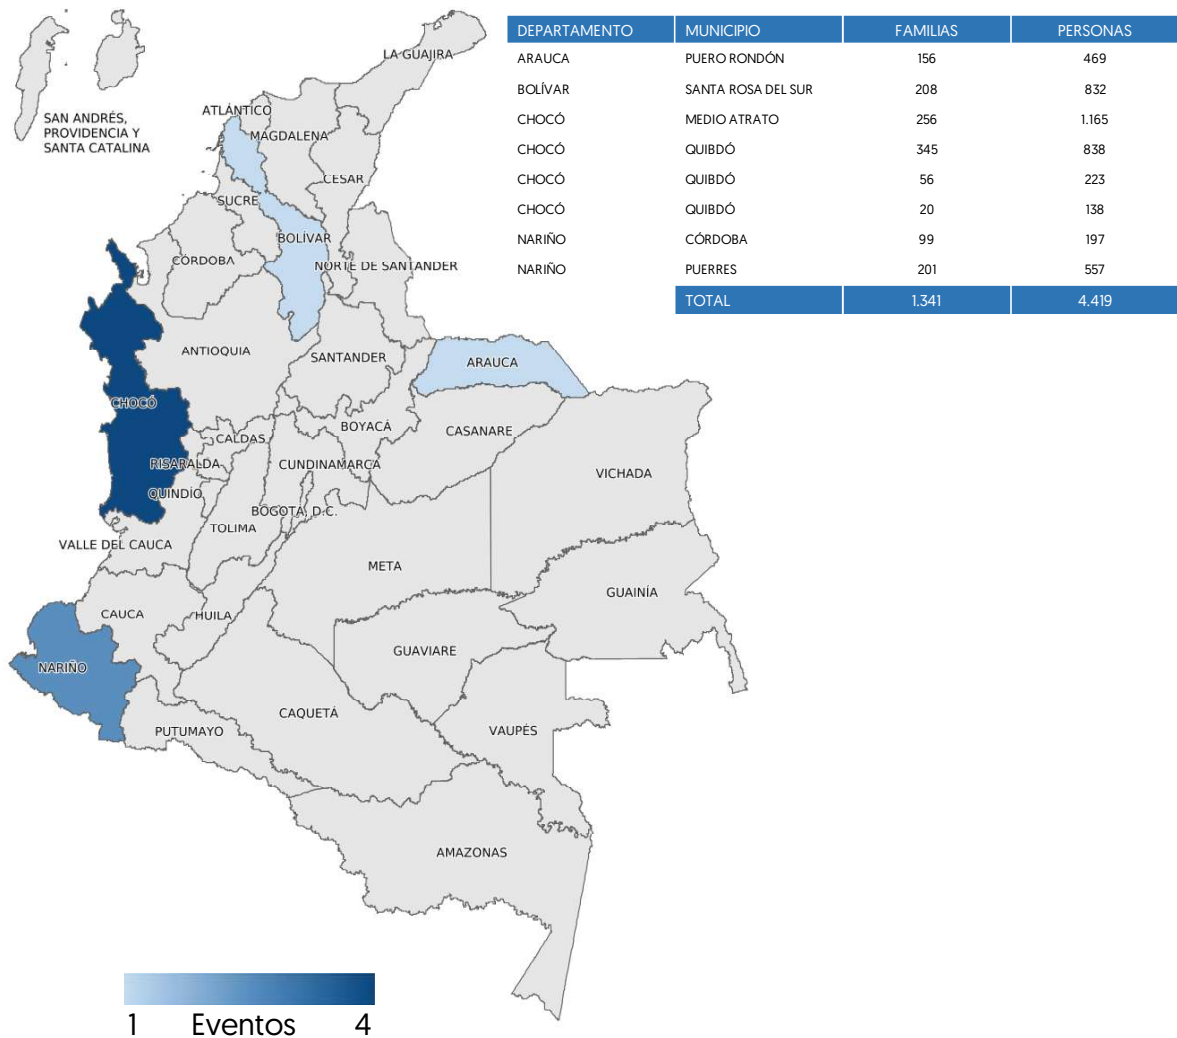 DEPARTAMENTO MUNICIPIO FAMILIAS PERSONAS
ARAUCA PUERO RONDÓN 156 469
BOLÍVAR SANTA ROSA DEL SUR 208 832
CHOCÓ MEDIO ATRATO 256 1.165
CHOCÓ QUIBDÓ 345 838
CHOCÓ QUIBDÓ 56 223
CHOCÓ QUIBDÓ 20 138
NARIÑO CÓRDOBA 99 197
NARIÑO PUERRES 201 557
TOTAL 1.341 4.419
LA GUAJIRA
SAN ANDRÉS,
PROVIDENCIA Y
SANTA CATALINA
ATLÁNTICO
MAGDALENA
CESAR
SUCRE
BOLÍVAR
CÓRDOBA
NORTE DE SANTANDER
ANTIOQUIA
SANTANDER
ARAUCA
CHOCÓ
BOYACÁ
CASANARE
CALDAS
RISARALDA
CUNDINAMARCA
VICHADA
QUINDÍO
BOGOTA, D.C.
TOLIMA
VALLE DEL CAUCA
META
GUAINÍA
CAUCA
HUILA
GUAVIARE
NARIÑO
CAQUETÁ
PUTUMAYO
VAUPÉS
AMAZONAS
1 Eventos 4